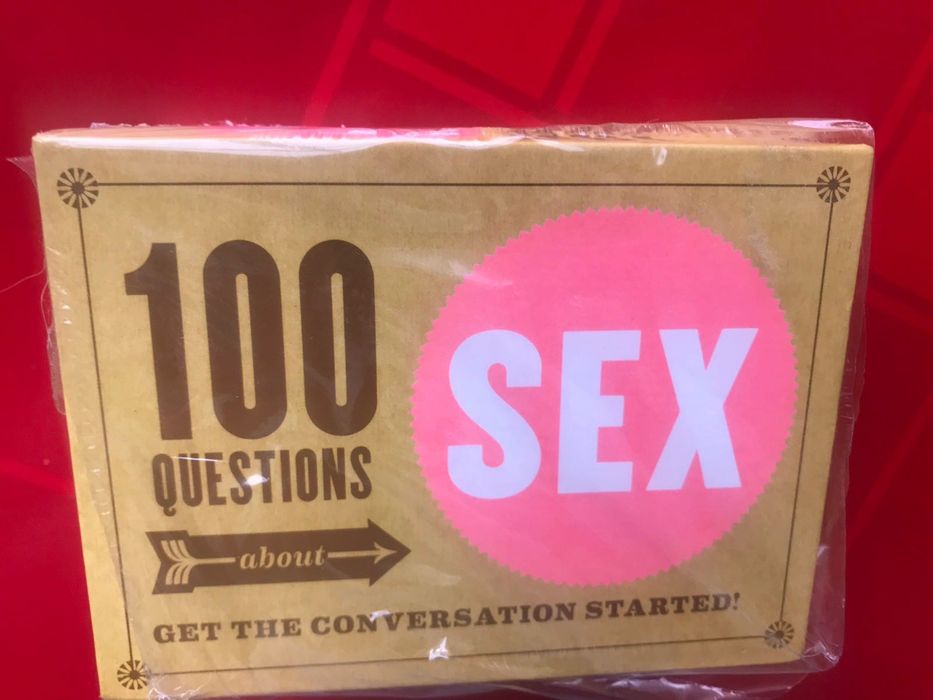 100
QUESTIONS
about
SEX
GET THE CONVERSATION STARTED!